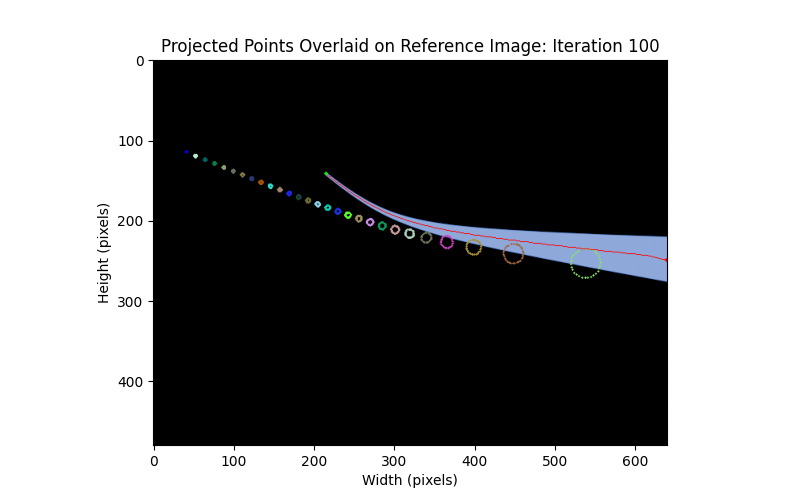 Projected Points Overlaid on Reference Image: Iteration 100
0
100
200
300
400
Height (pixels)
0 100 200 300 400 500 600
Width (pixels)